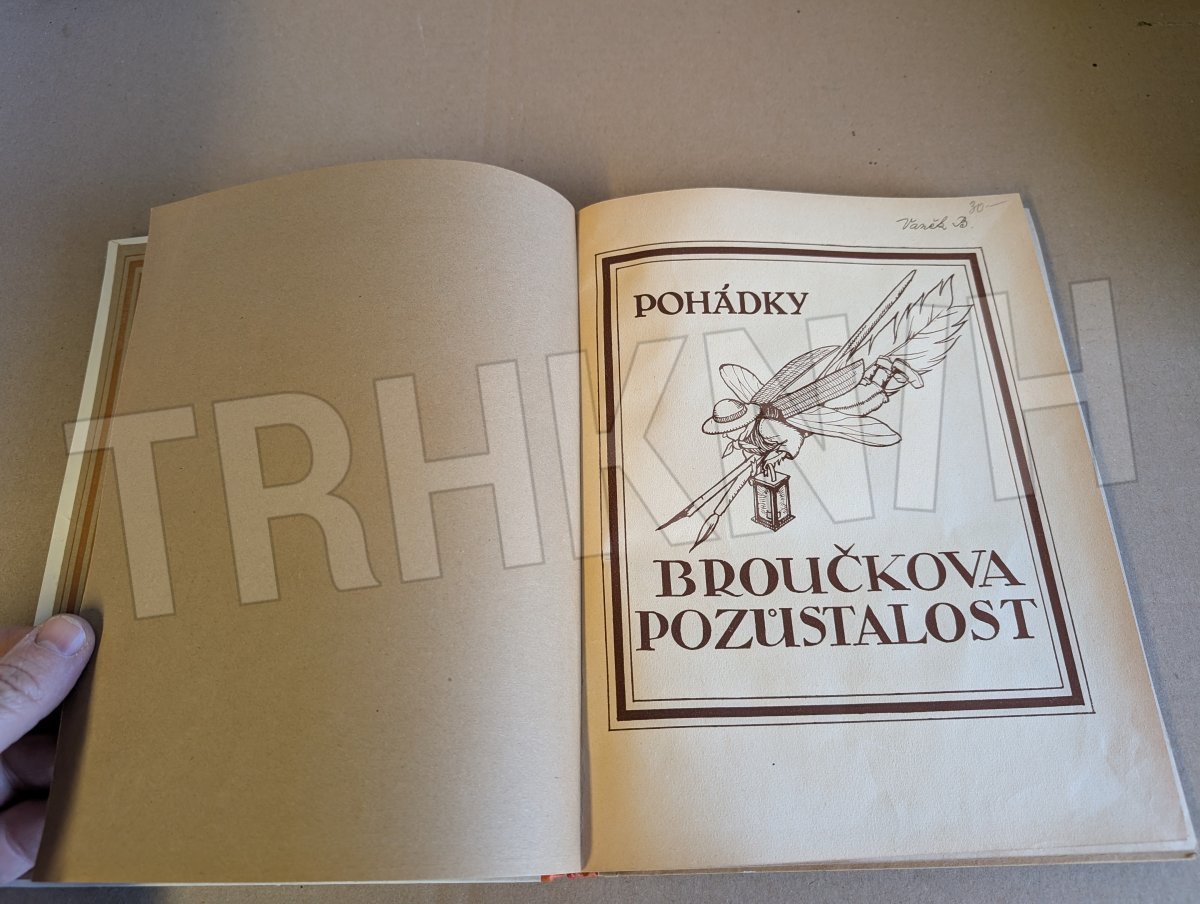 30—
Vaněk B.
POHÁDKY
BROUČKOVA
POZŮSTALOST
TRHKNIH